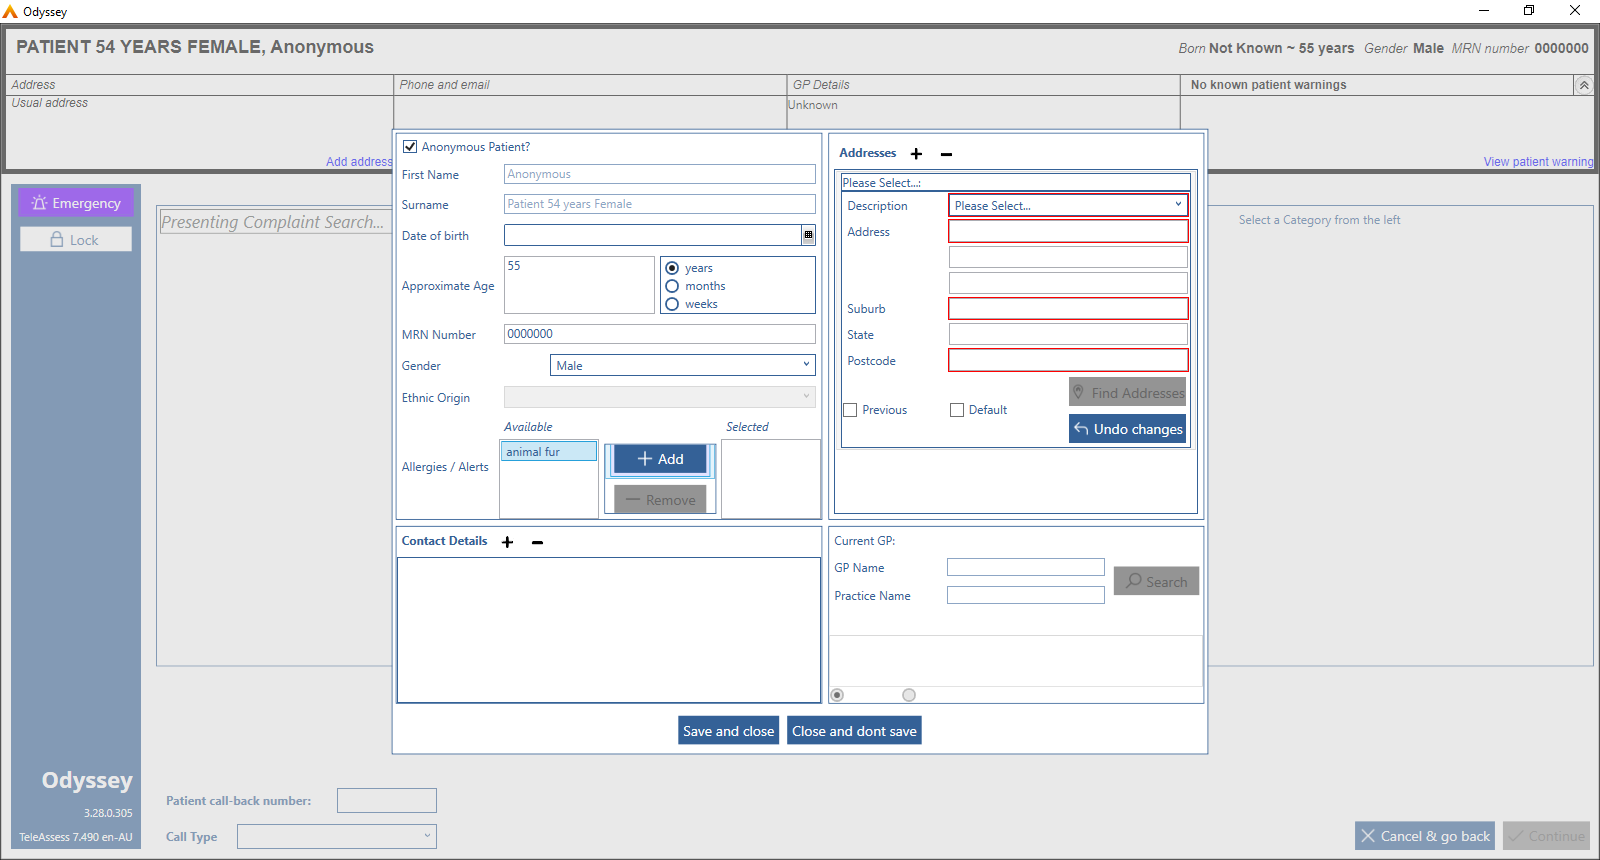 Odyssey
PATIENT 54 YEARS FEMALE, Anonymous
Born Not Known ~ 55 years Gender Male MRN number 0000000
Address
Phone and email
GP Details
No known patient warnings
Usual address
Unknown
Add address
View patient warning
Emergency
Lock
Presenting Complaint Search...
Select a Category from the left
Anonymous Patient?
First Name
Anonymous
Surname
Patient 54 years Female
Date of birth
Approximate Age
55
years
months
weeks
MRN Number
0000000
Gender
Male
Ethnic Origin
Available
Selected
Allergies / Alerts
animal fur
Add
Remove
Addresses
Please Select...:
Description
Please Select...
Address
Suburb
State
Postcode
Find Addresses
Previous
Default
Undo changes
Contact Details
Current GP:
GP Name
Practice Name
Search
Save and close
Close and dont save
Odyssey
3.28.0.305
TeleAssess 7.490 en-AU
Patient call-back number:
Call Type
Cancel & go back
Continue